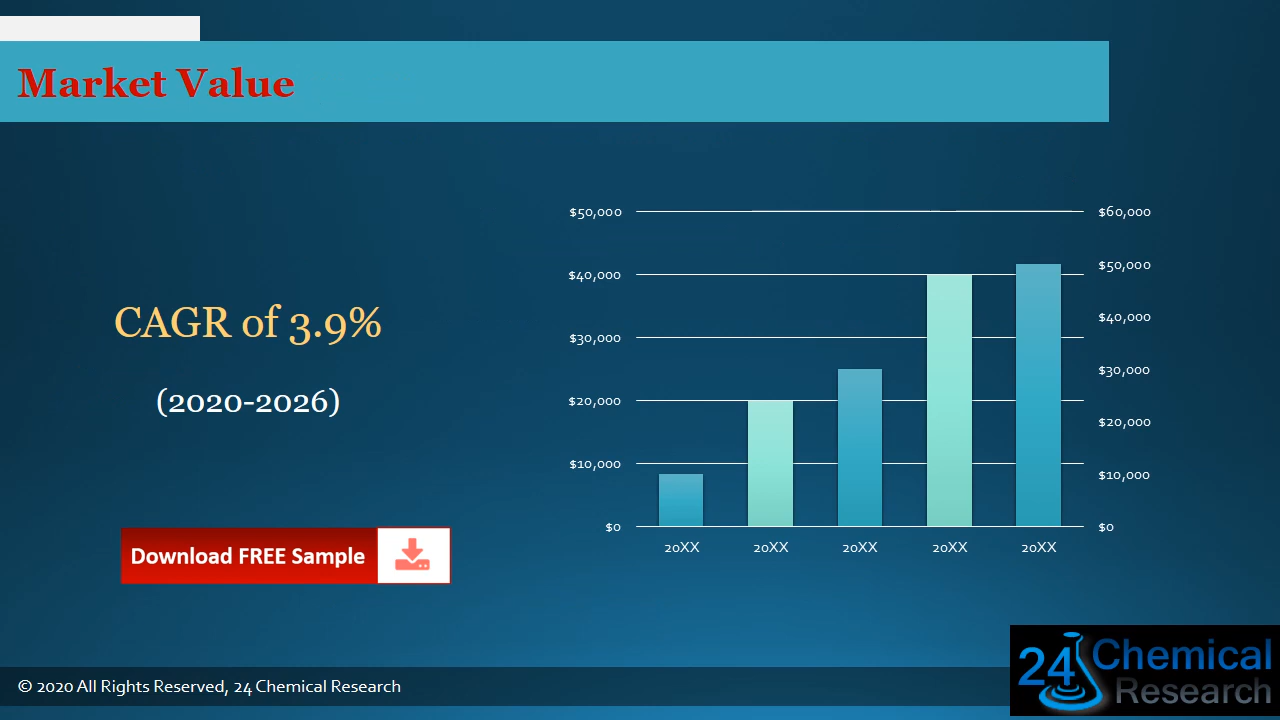 Market Value
CAGR of 3.9%
(2020-2026)
Download FREE Sample
$50,000
$40,000
$30,000
$20,000
$10,000
$0
$60,000
$50,000
$40,000
$30,000
$20,000
$10,000
$0
20XX 20XX 20XX 20XX 20XX
© 2020 All Rights Reserved, 24 Chemical Research
24 Chemical
Research